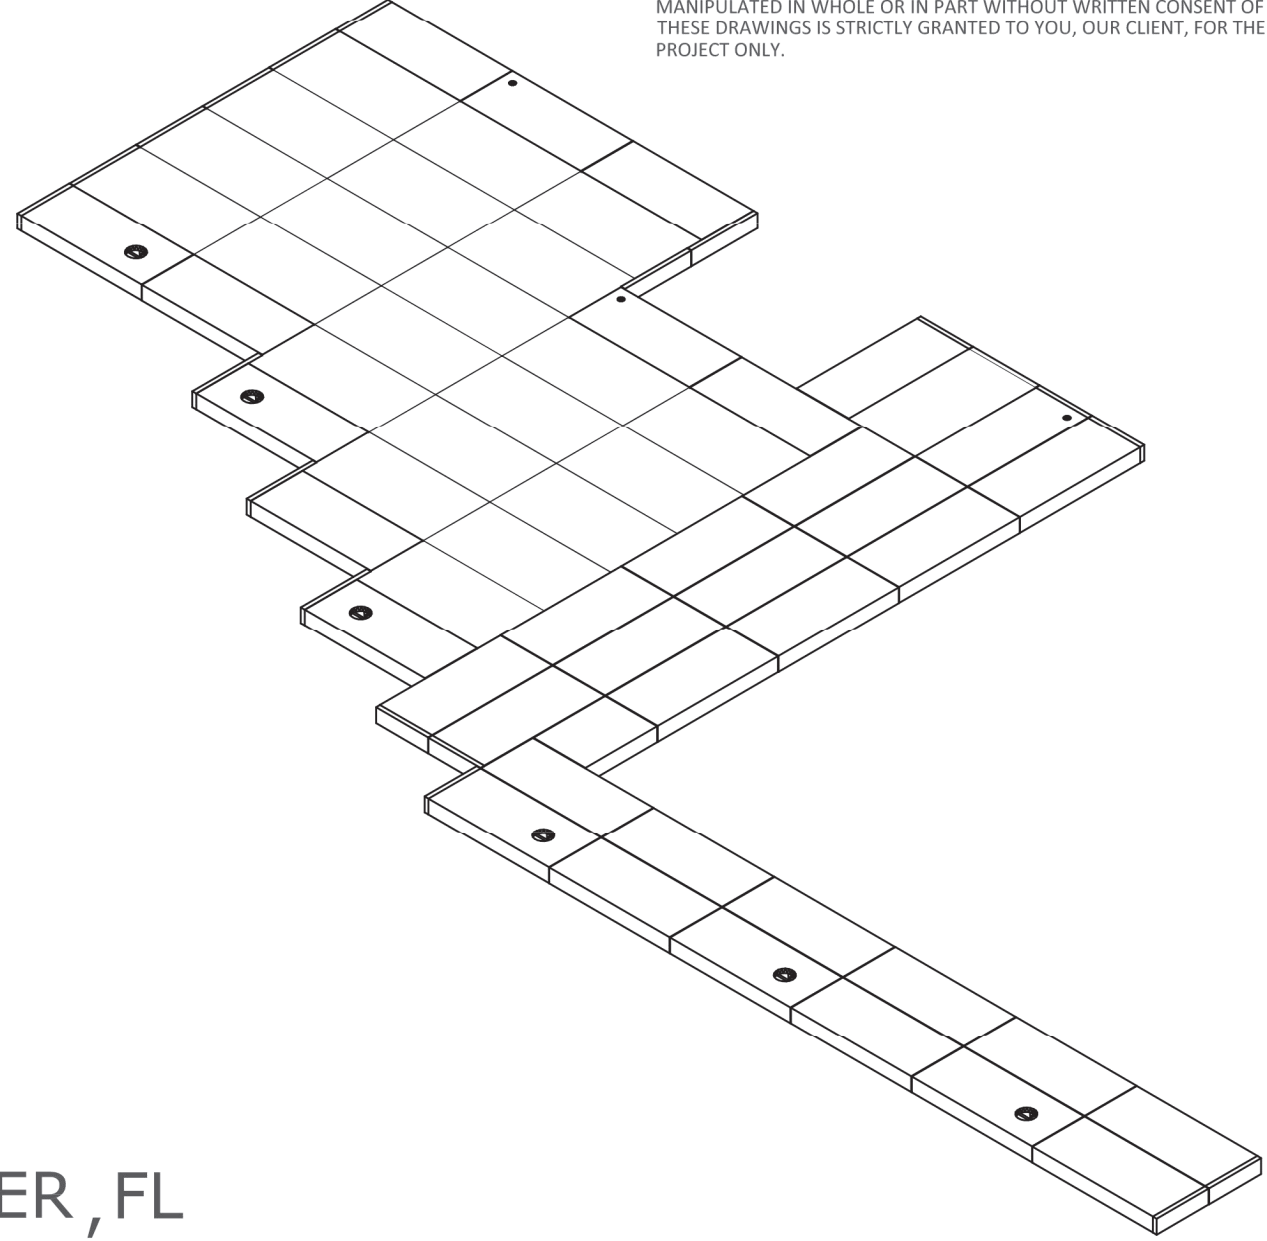 MANIPULATED IN WHOLE OR IN PART WITHOUT WRITTEN CONSENT OF
THESE DRAWINGS IS STRICTLY GRANTED TO YOU, OUR CLIENT, FOR THE
PROJECT ONLY.
ER, FL